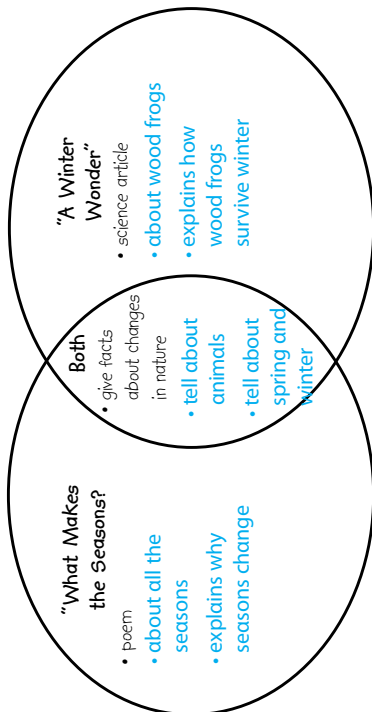 "What Makes
the Seasons?
• poem
• about all the
seasons
• explains why
seasons change
Both
• give facts
about changes
in nature
• tell about
animals
• tell about
spring and
winter
"A Winter
Wonder"
• science article
• about wood frogs
• explains how
wood frogs
survive winter